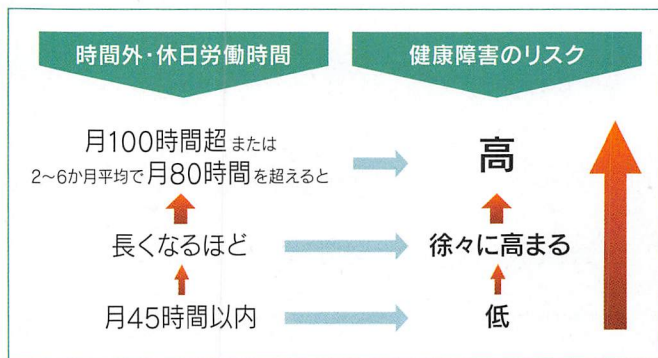 時間外・休日労働時間
健康障害のリスク
月100時間超 または
2〜6か月平均で 月80時間 を超えると
高
長くなるほど
徐々に高まる
月45時間以内
低